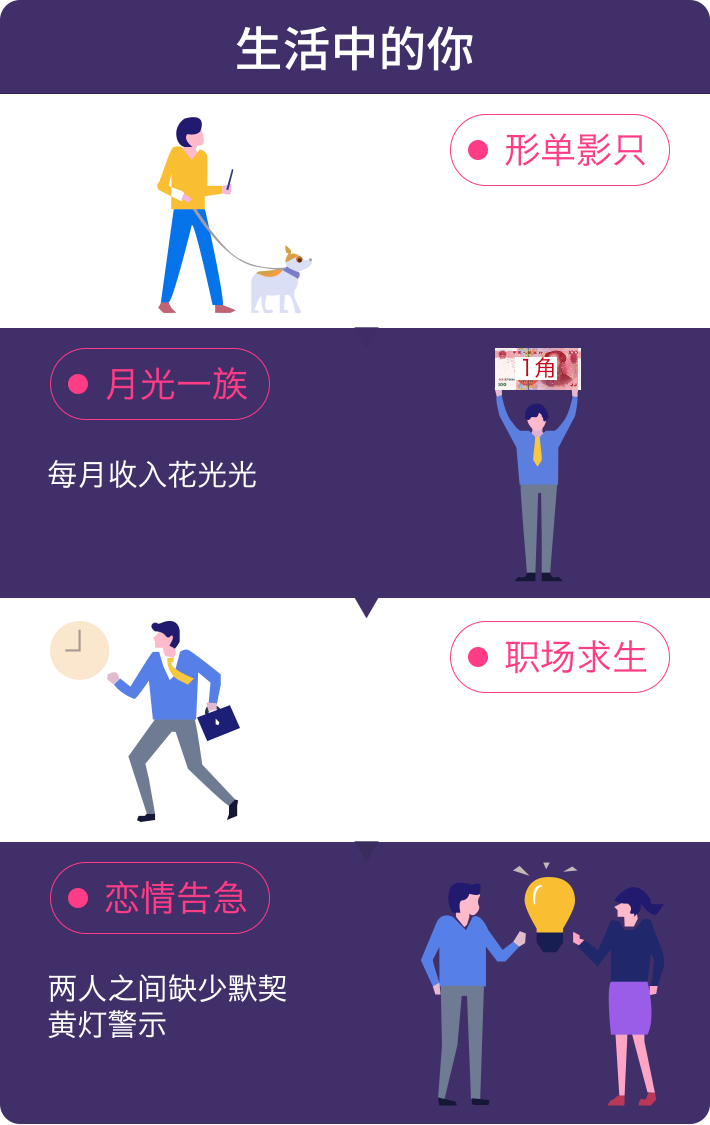 生活中的你
形单影只
月光一族
1角
每月收入花光光
职场求生
恋情告急
两人之间缺少默契
黄灯警示